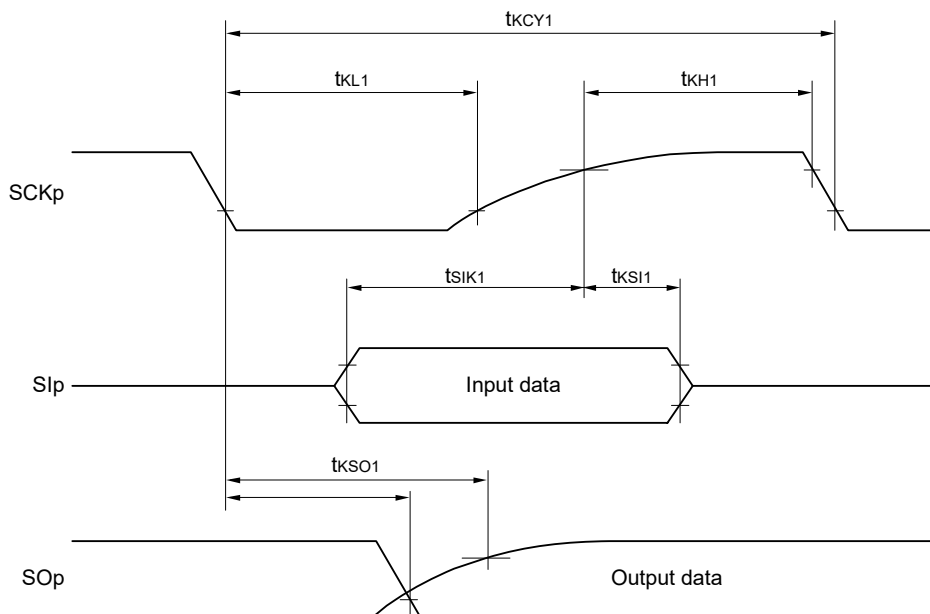 tKCY1
tKL1
tKH1
SCKp
tSIK1
tKSI1
SIp
Input data
tKSO1
SOp
Output data